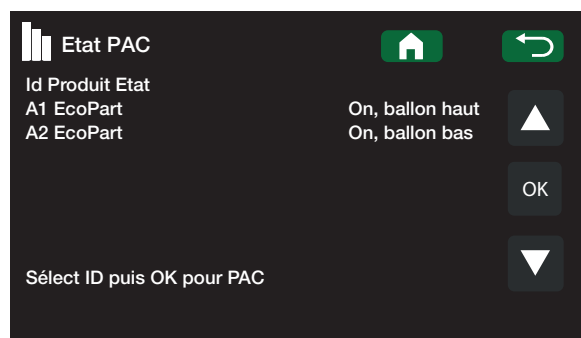 Etat PAC
Id Produit Etat
A1 EcoPart On, ballon haut
A2 EcoPart On, ballon bas
OK
Sélect ID puis OK pour PAC